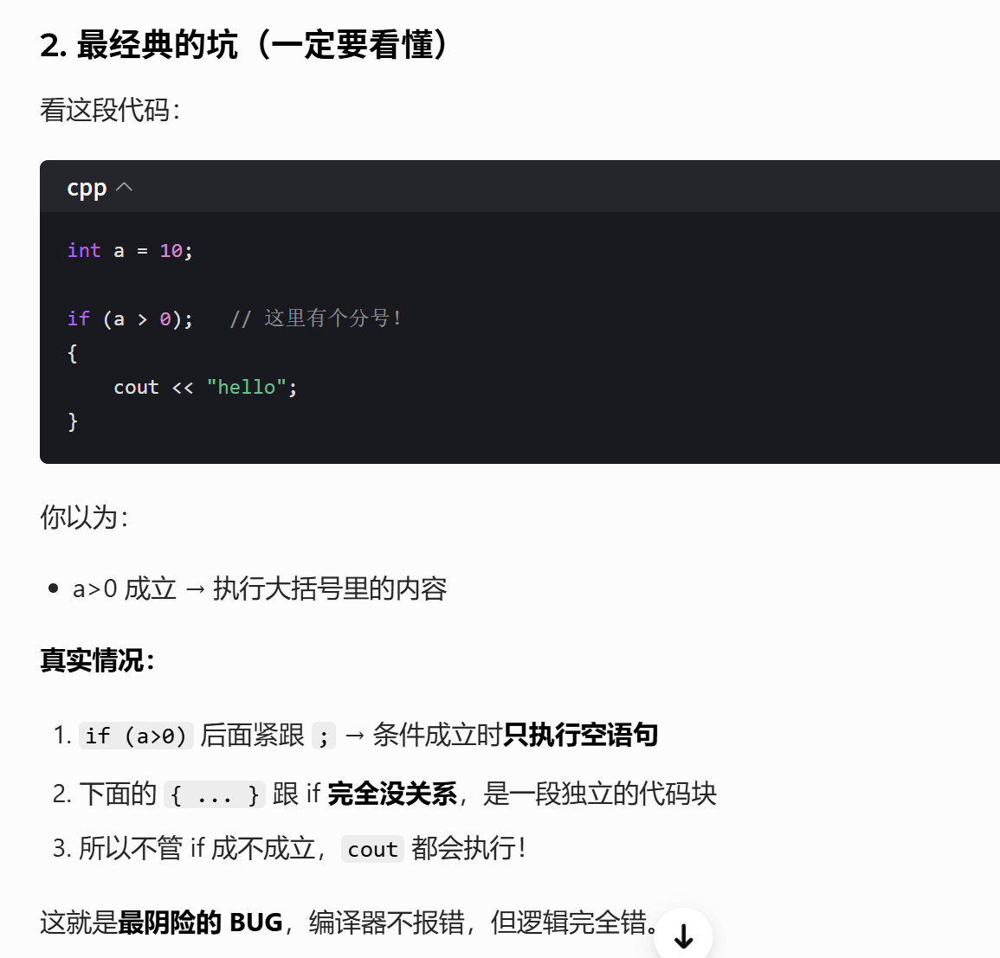 2. 最经典的坑（一定要看懂）
看这段代码：
cpp
int a = 10;
if (a > 0);   // 这里有个分号！
{
    cout << "hello";
}
你以为：
• a>0 成立 → 执行大括号里的内容
真实情况：
1. if (a>0) 后面紧跟 ; → 条件成立时只执行空语句
2. 下面的 { ... } 跟 if 完全没关系，是一段独立的代码块
3. 所以不管 if 成不成立，cout 都会执行！
这就是最阴险的 BUG，编译器不报错，但逻辑完全错。